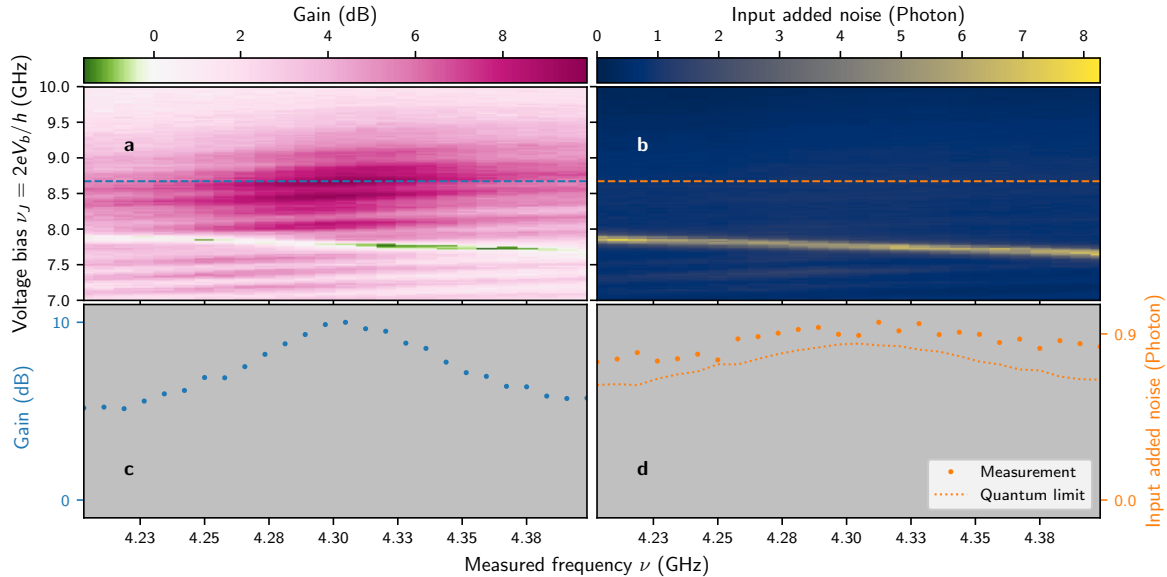 Gain (dB)
Input added noise (Photon)
0 2 4 6 8
0 1 2 3 4 5 6 7 8
Voltage bias ν_J = 2eV_b/h (GHz)
10.0
9.5
9.0
8.5
8.0
7.5
7.0
a
b
Gain (dB)
10
0
c
d
Measurement
Quantum limit
0.9
0.0
Input added noise (Photon)
4.23 4.25 4.28 4.30 4.33 4.35 4.38
4.23 4.25 4.28 4.30 4.33 4.35 4.38
Measured frequency ν (GHz)